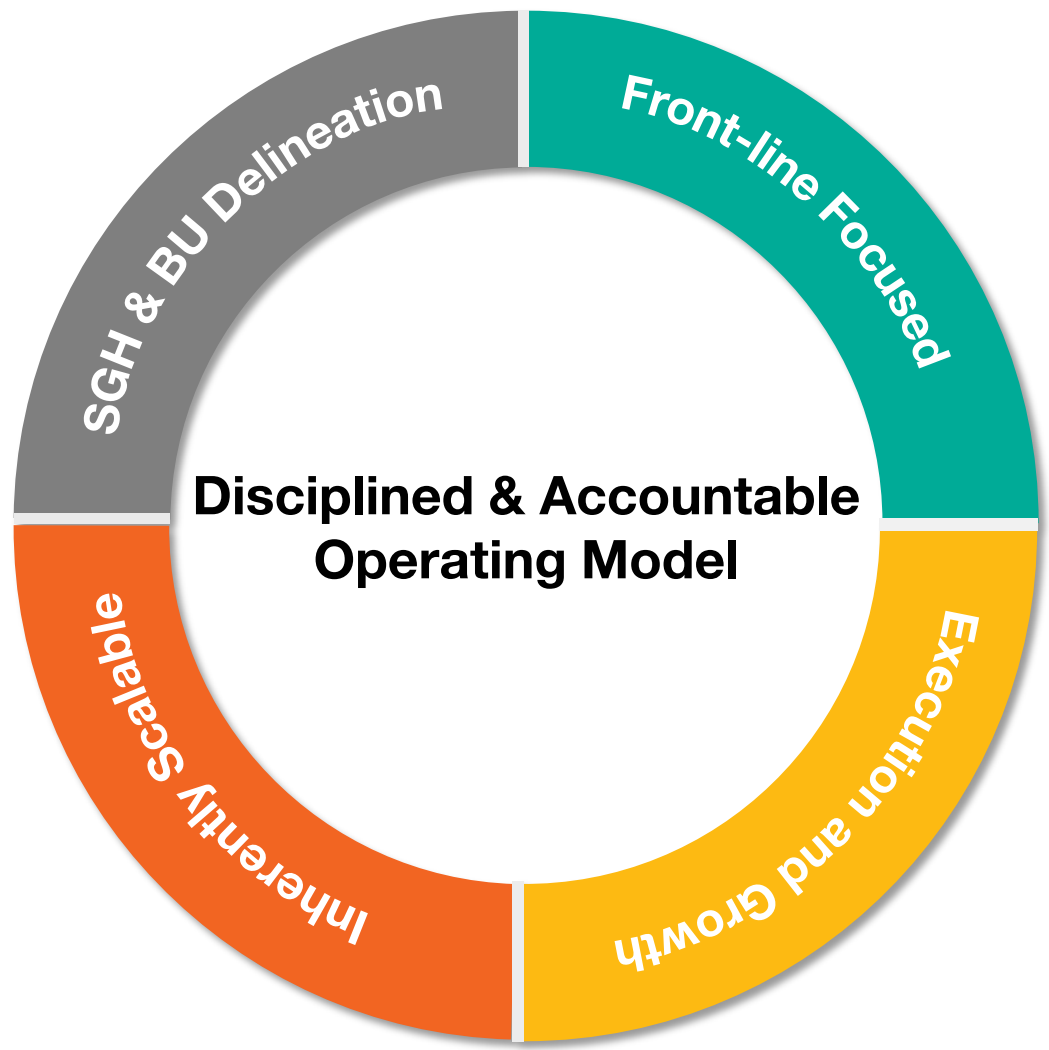 SGH & BU Delineation
Front-line Focused
Disciplined & Accountable
Operating Model
Execution and Growth
Inherently Scalable